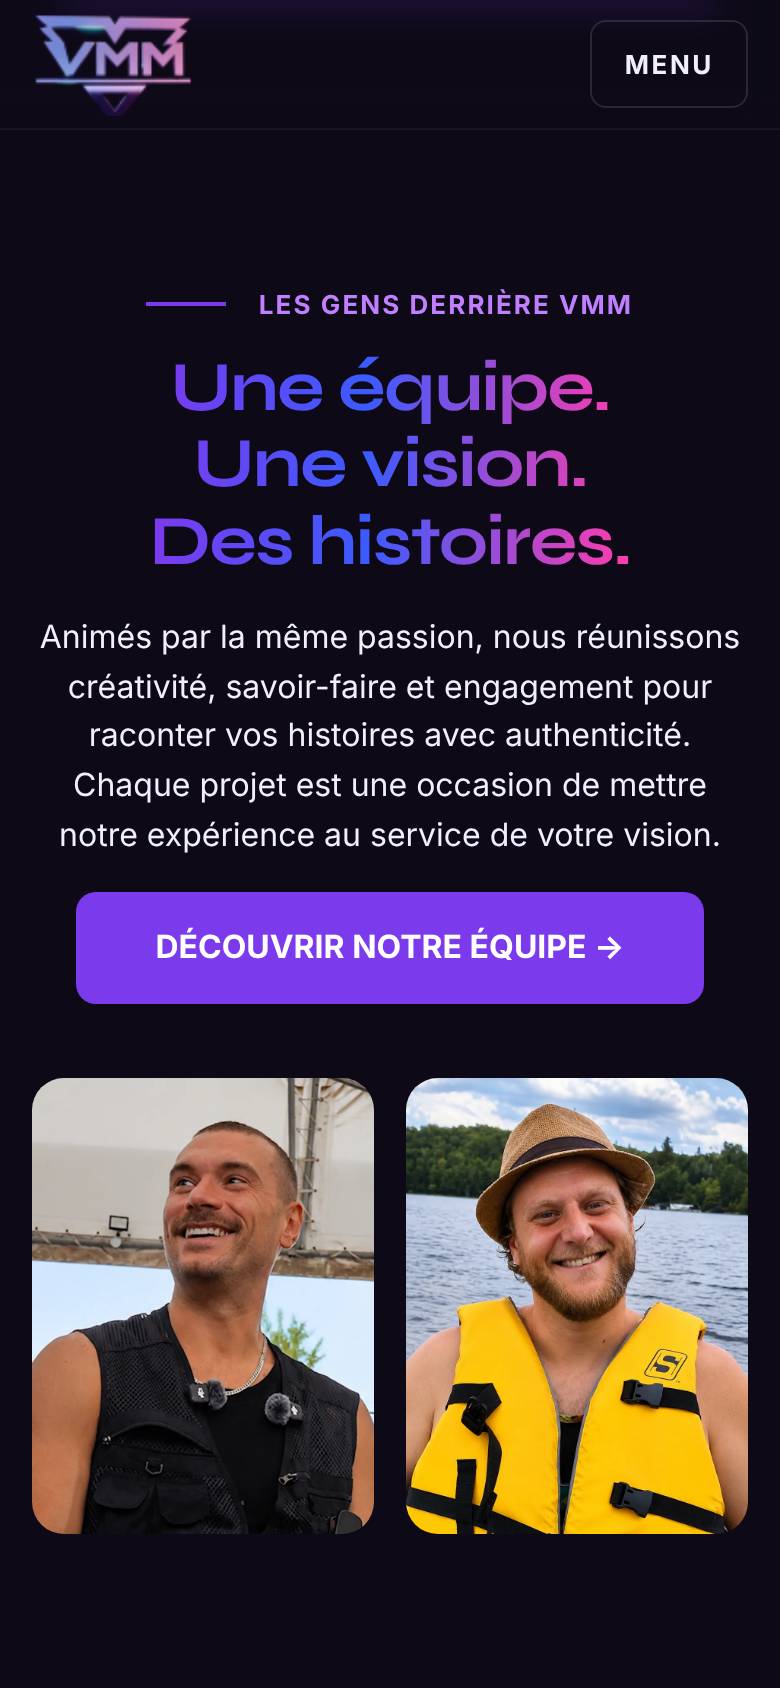 VMM
MENU
LES GENS DERRIÈRE VMM
Une équipe.
Une vision.
Des histoires.
Animés par la même passion, nous réunissons
créativité, savoir-faire et engagement pour
raconter vos histoires avec authenticité.
Chaque projet est une occasion de mettre
notre expérience au service de votre vision.
DÉCOUVRIR NOTRE ÉQUIPE →
S